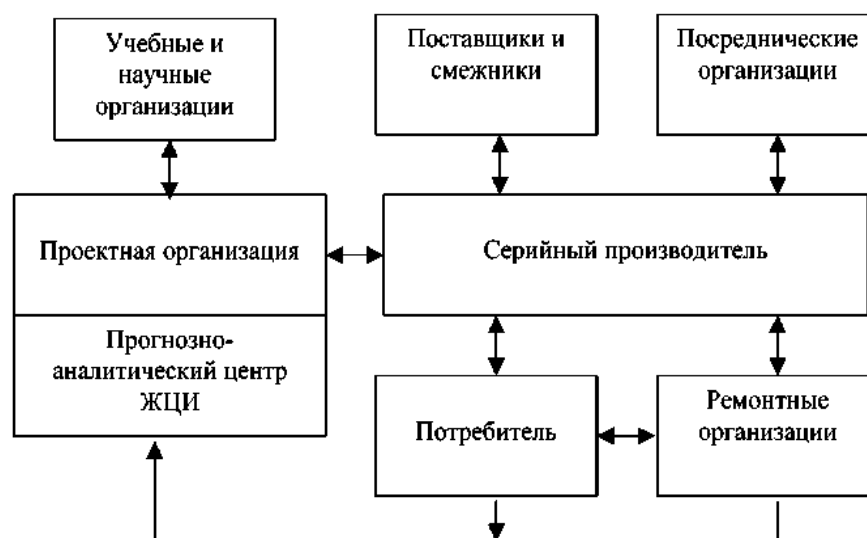 Учебные и
научные
организации
Поставщики и
смежники
Посреднические
организации
Проектная организация
Серийный производитель
Прогнозно-
аналитический центр
ЖЦИ
Потребитель
Ремонтные
организации